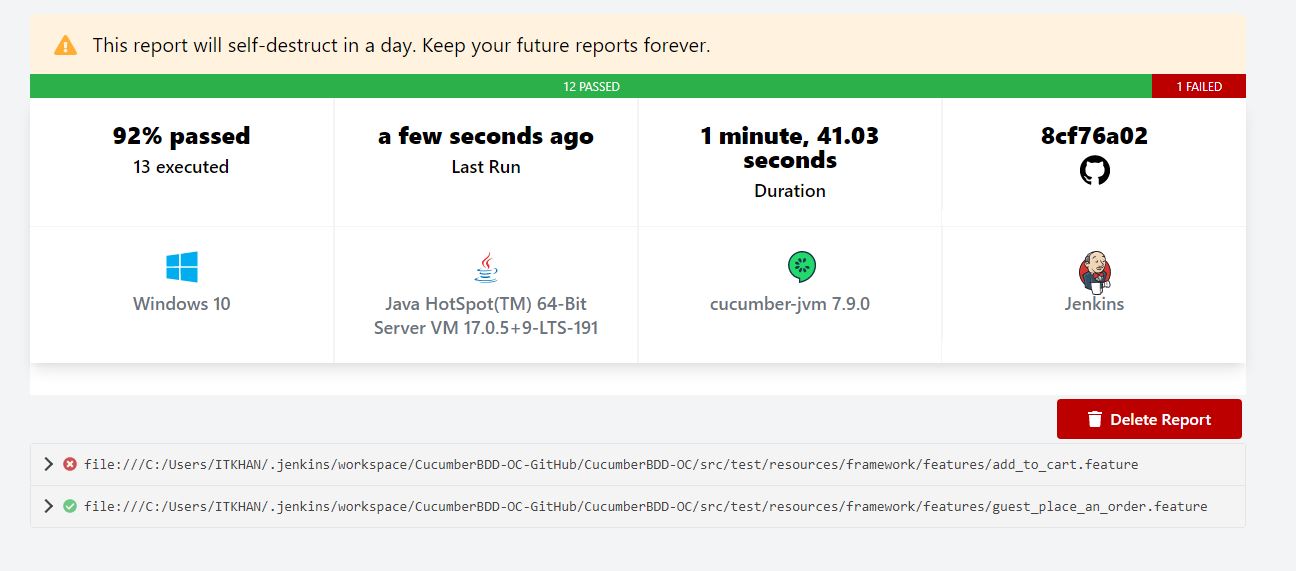 This report will self-destruct in a day. Keep your future reports forever.
12 PASSED
1 FAILED
92% passed
13 executed
a few seconds ago
Last Run
1 minute, 41.03
seconds
Duration
8cf76a02
Windows 10
Java HotSpot(TM) 64-Bit
Server VM 17.0.5+9-LTS-191
cucumber-jvm 7.9.0
Jenkins
Delete Report
file:///C:/Users/ITKHAN/.jenkins/workspace/CucumberBDD-OC-GitHub/CucumberBDD-OC/src/test/resources/framework/features/add_to_cart.feature
file:///C:/Users/ITKHAN/.jenkins/workspace/CucumberBDD-OC-GitHub/CucumberBDD-OC/src/test/resources/framework/features/guest_place_an_order.feature